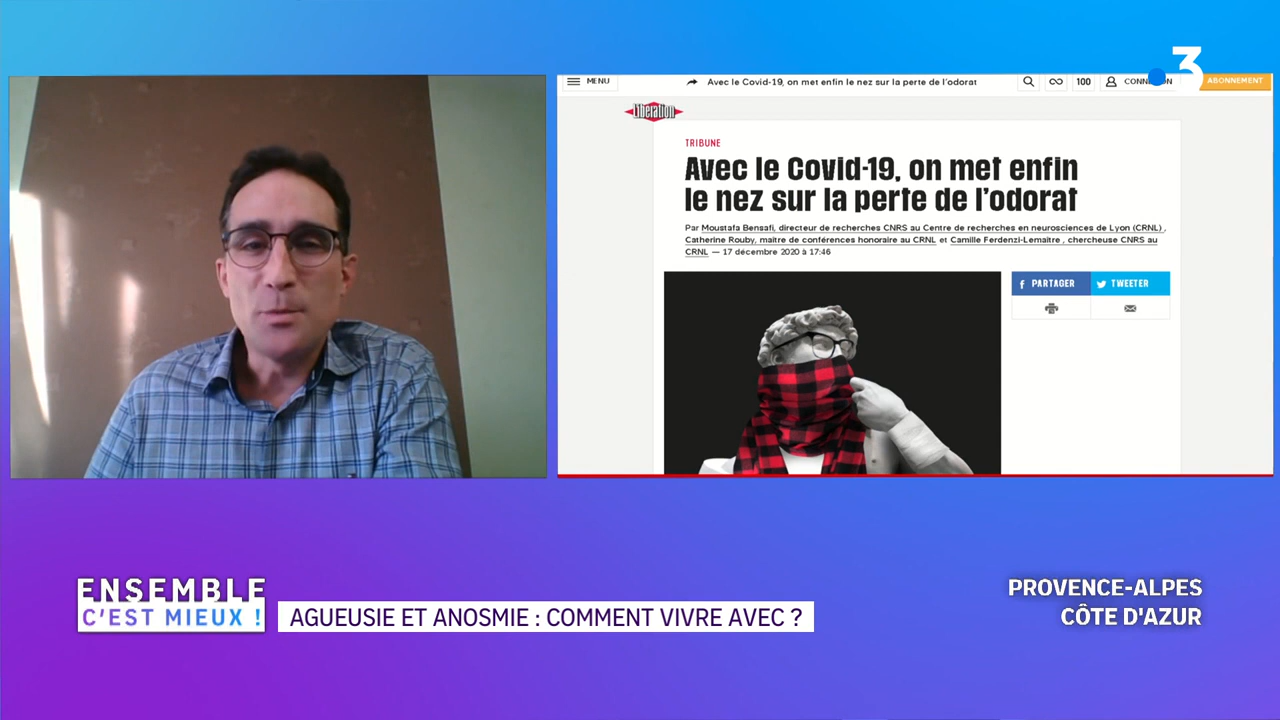 3
MENU
Avec le Covid-19, on met enfin le nez sur la perte de l'odorat
100
ABONNEMENT
Libération
TRIBUNE
Avec le Covid-19, on met enfin
le nez sur la perte de l'odorat
Par Moustafa Bensafi, directeur de recherches CNRS au Centre de recherches en neurosciences de Lyon (CRNL) ,
Catherine Rouby, maître de conférences honoraire au CRNL et Camille Ferdenzi-Lemaitre , chercheuse CNRS au
CRNL — 17 décembre 2020 à 17:46
f PARTAGER
TWEETER
ENSEMBLE
C'EST MIEUX !
AGUEUSIE ET ANOSMIE : COMMENT VIVRE AVEC ?
PROVENCE-ALPES
CÔTE D'AZUR